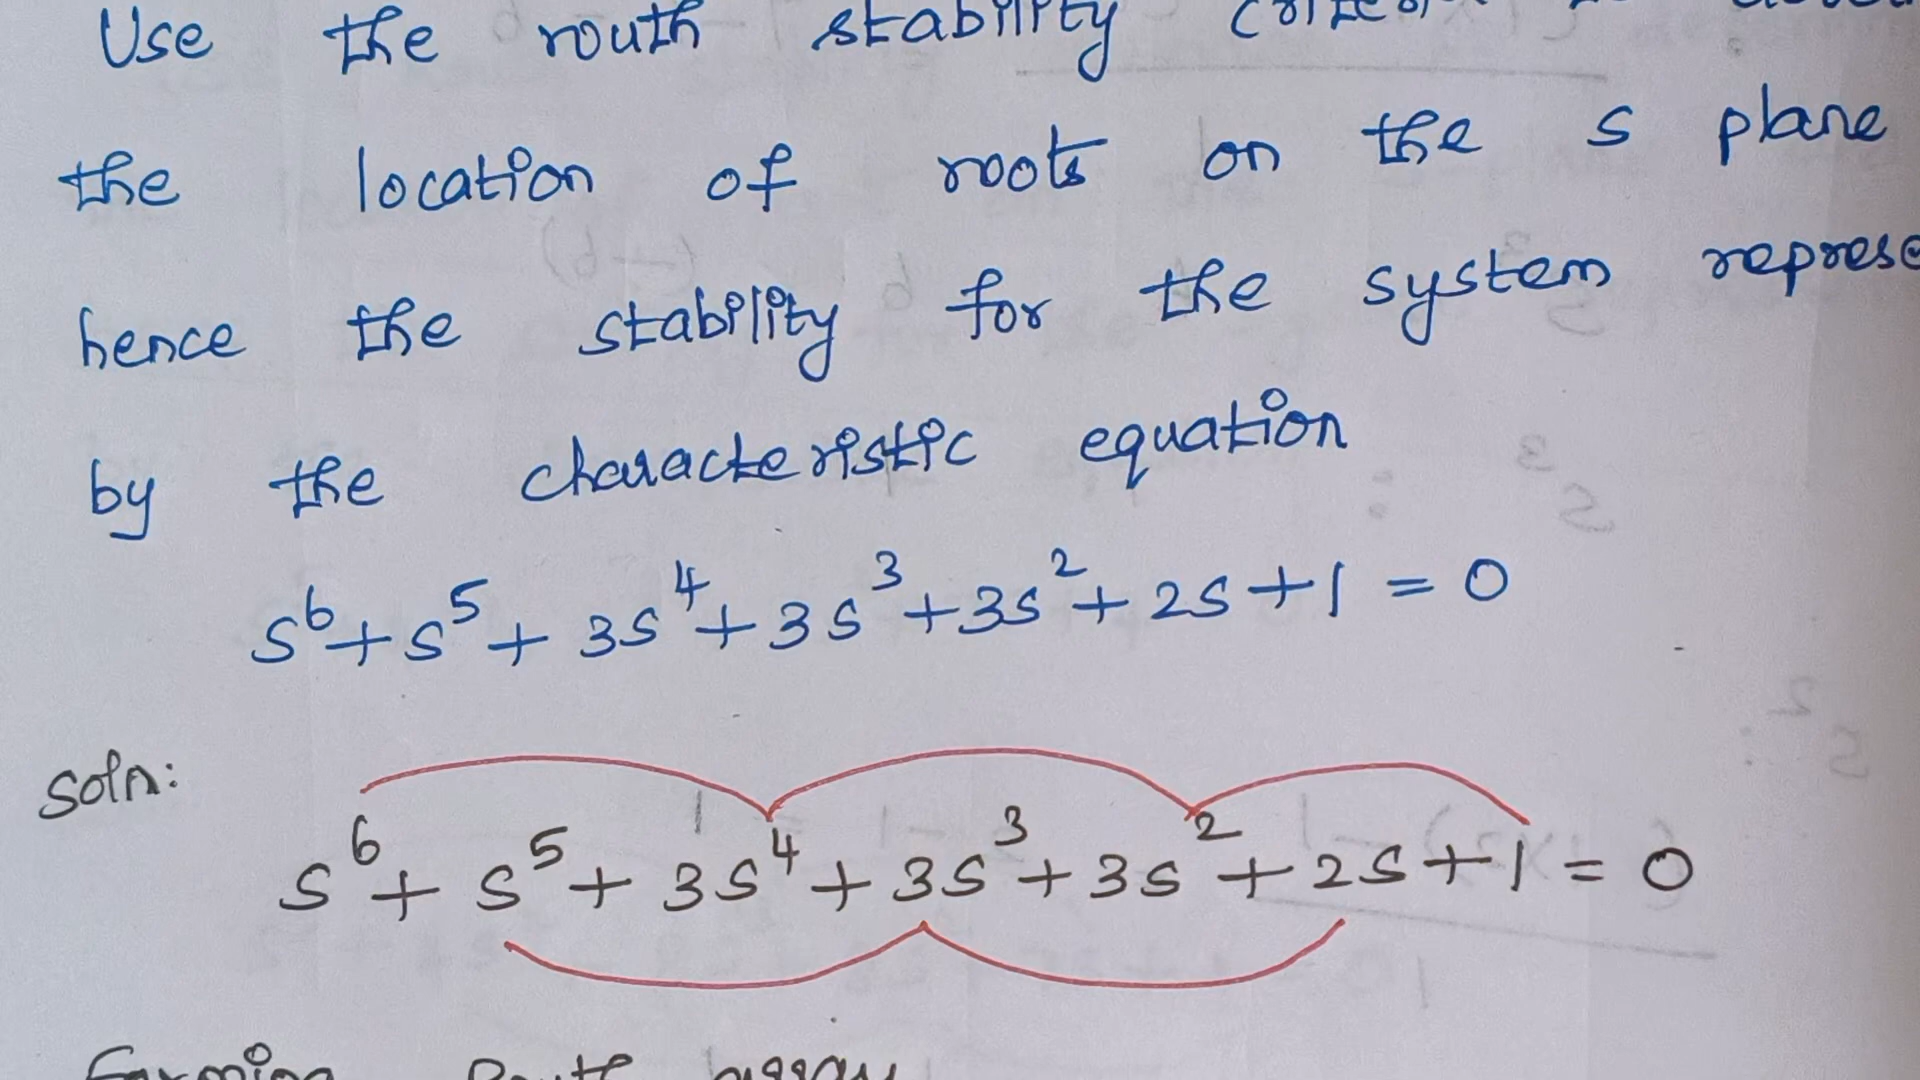 Use the routh stability
the location of roots on the s plane
hence the stability for the system represe
by the characteristic equation
s⁶+s⁵+3s⁴+3s³+3s²+2s+1=0
soln:
s⁶+s⁵+3s⁴+3s³+3s²+2s+1=0